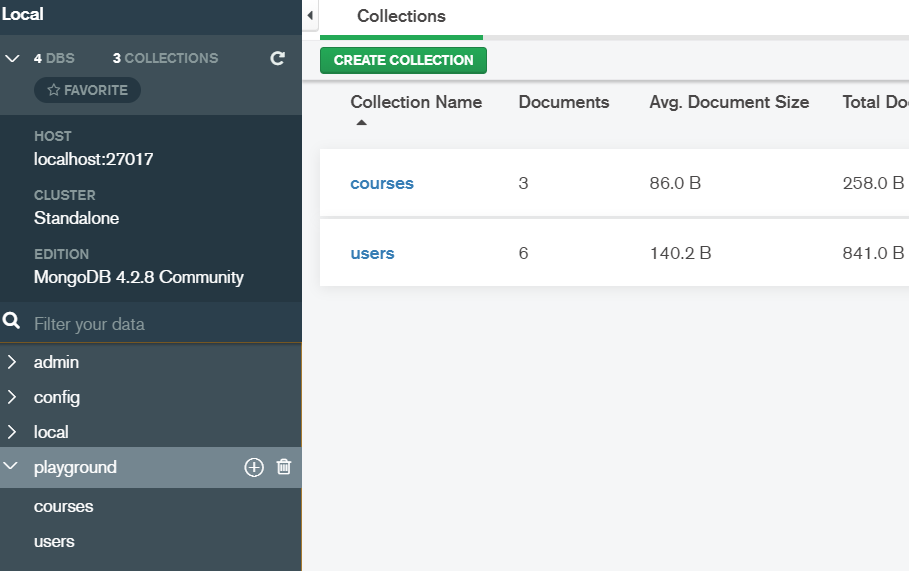 Local
4 DBS 3 COLLECTIONS
FAVORITE
HOST
localhost:27017
CLUSTER
Standalone
EDITION
MongoDB 4.2.8 Community
Filter your data
admin
config
local
playground
courses
users
Collections
CREATE COLLECTION
Collection Name Documents Avg. Document Size Total Do
courses 3 86.0 B 258.0 B
users 6 140.2 B 841.0 B